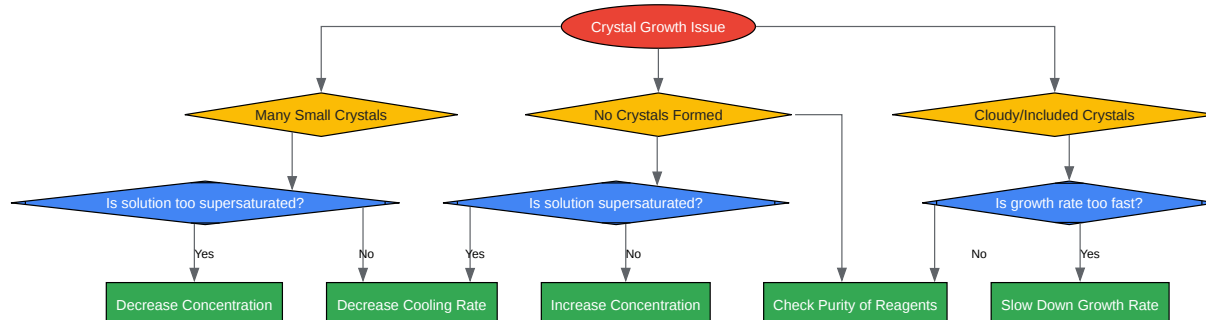 Crystal Growth Issue
Many Small Crystals
No Crystals Formed
Cloudy/Included Crystals
Is solution too supersaturated?
Is solution supersaturated?
Is growth rate too fast?
Yes
No
Yes
No
No
Yes
Decrease Concentration
Decrease Cooling Rate
Increase Concentration
Check Purity of Reagents
Slow Down Growth Rate